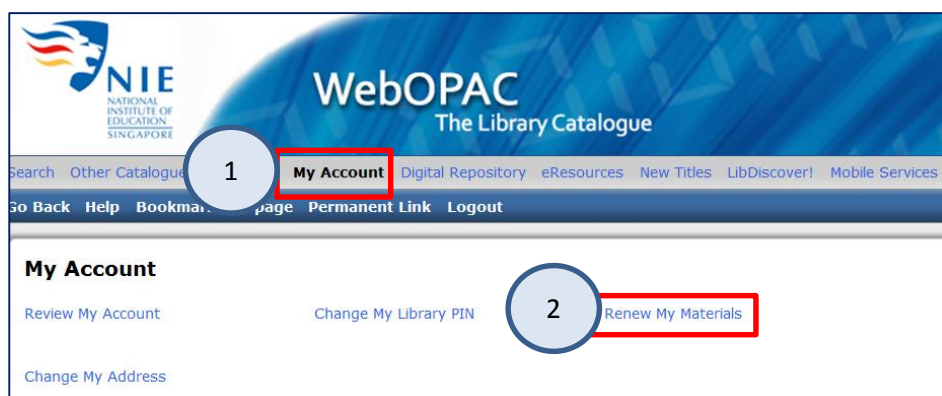 NIE
NATIONAL
INSTITUTE OF
EDUCATION
SINGAPORE
WebOPAC
The Library Catalogue
1
Search Other Catalogue My Account Digital Repository eResources New Titles LibDiscover! Mobile Services
Go Back Help Permanent Link Logout
My Account
2
Review My Account Change My Library PIN Renew My Materials
Change My Address